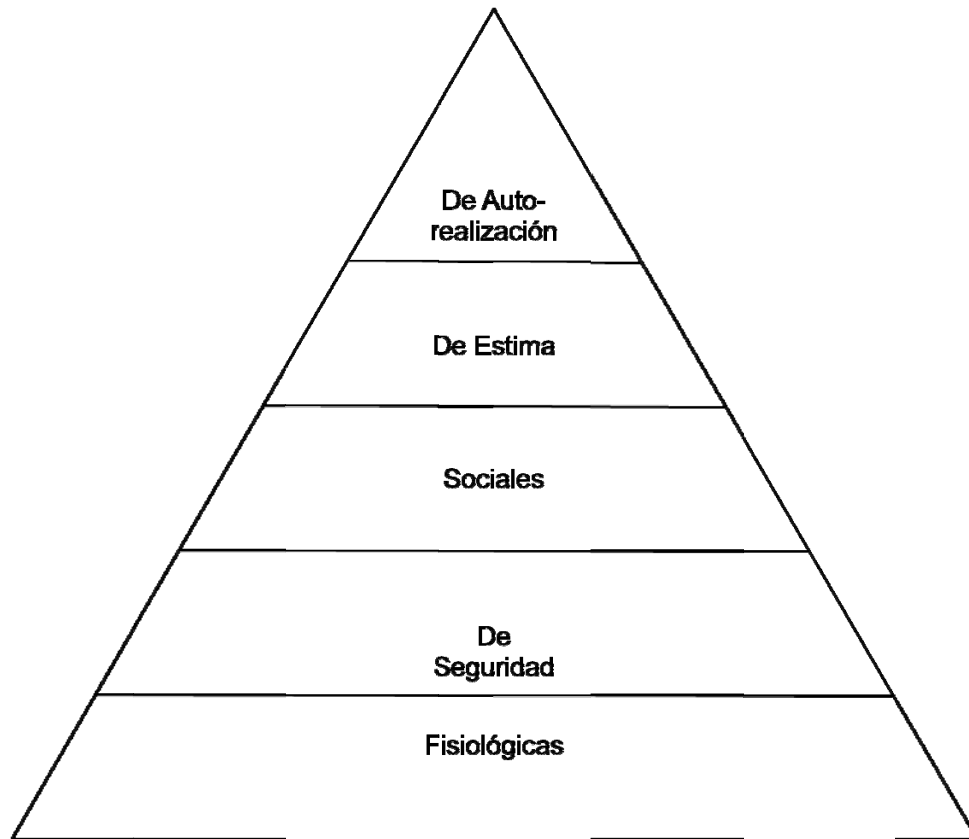 De Auto-
realización
De Estima
Sociales
De
Seguridad
Fisiológicas